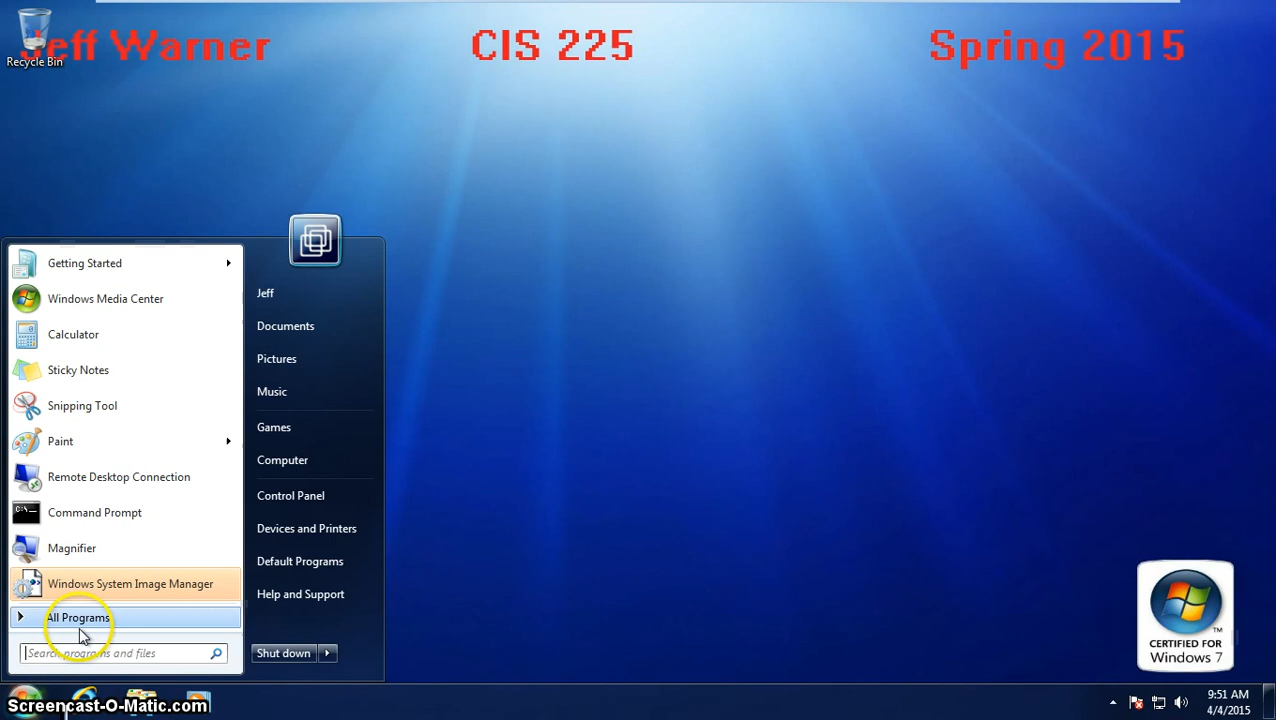 Jeff Warner CIS 225 Spring 2015
Recycle Bin
Getting Started
Windows Media Center
Calculator
Sticky Notes
Snipping Tool
Paint
Remote Desktop Connection
Command Prompt
Magnifier
Windows System Image Manager
All Programs
Search programs and files
Jeff
Documents
Pictures
Music
Games
Computer
Control Panel
Devices and Printers
Default Programs
Help and Support
Shut down
TM
CERTIFIED FOR
Windows 7
Screencast-O-Matic.com
9:51 AM
4/4/2015